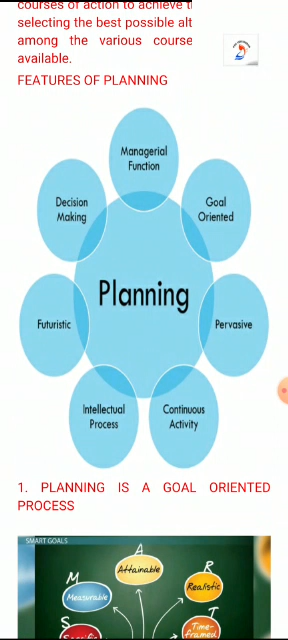 courses of action to achieve
selecting the best possible alt
among the various course
available.
FEATURES OF PLANNING
Managerial
Function
Decision
Making
Goal
Oriented
Planning
Futuristic
Pervasive
Intellectual
Process
Continuous
Activity
1. PLANNING IS A GOAL ORIENTED
PROCESS
SMART GOALS
A
Attainable
M
Measurable
R
Realistic
S
T
Time-
framed